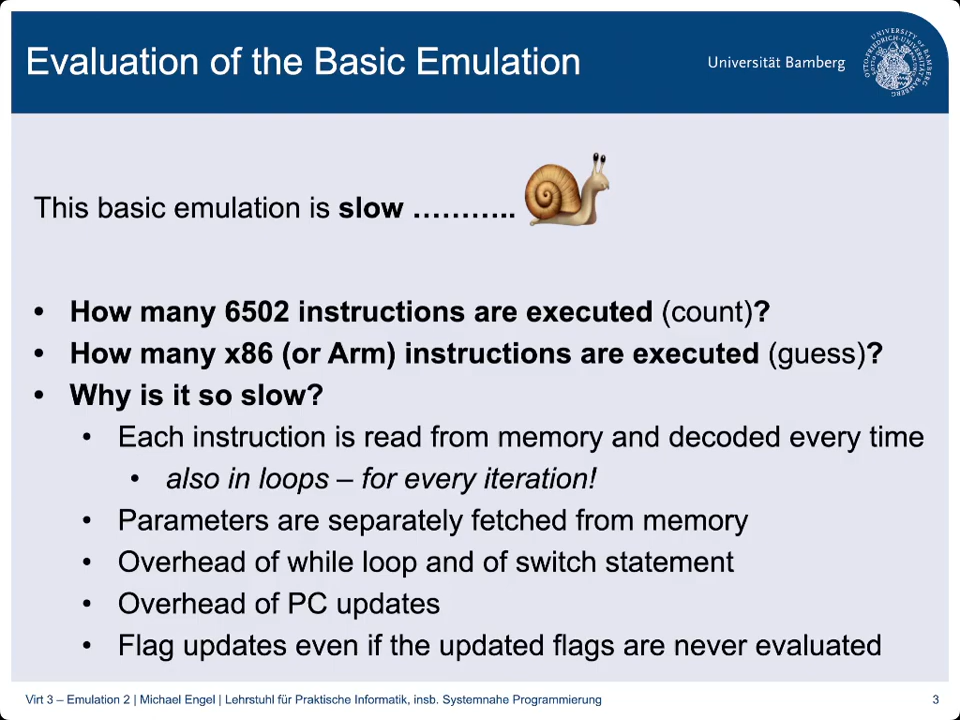 Evaluation of the Basic Emulation
Universität Bamberg
This basic emulation is slow ………..
• How many 6502 instructions are executed (count)?
• How many x86 (or Arm) instructions are executed (guess)?
• Why is it so slow?
• Each instruction is read from memory and decoded every time
• also in loops – for every iteration!
• Parameters are separately fetched from memory
• Overhead of while loop and of switch statement
• Overhead of PC updates
• Flag updates even if the updated flags are never evaluated
Virt 3 – Emulation 2 | Michael Engel | Lehrstuhl für Praktische Informatik, insb. Systemnahe Programmierung
3